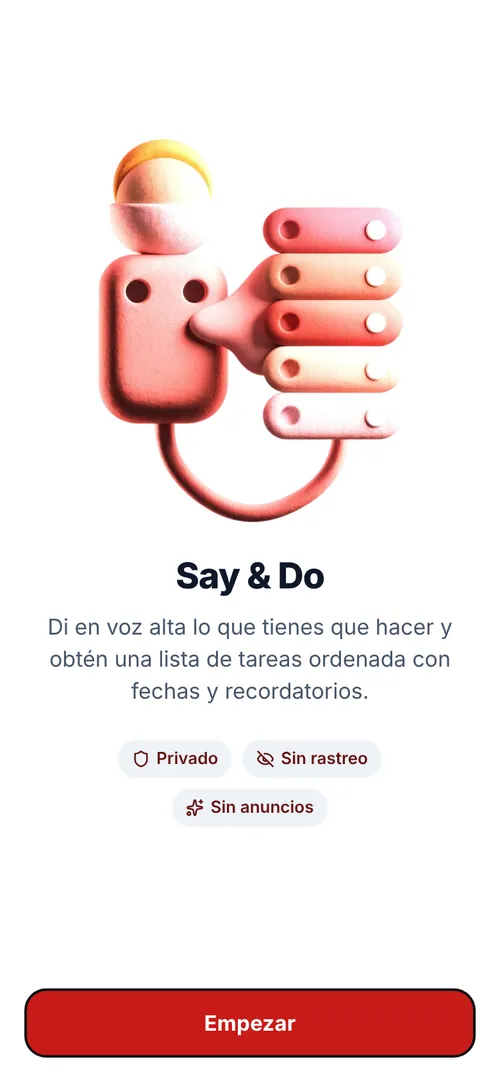 Say & Do
Di en voz alta lo que tienes que hacer y
obtén una lista de tareas ordenada con
fechas y recordatorios.
Privado
Sin rastreo
Sin anuncios
Empezar